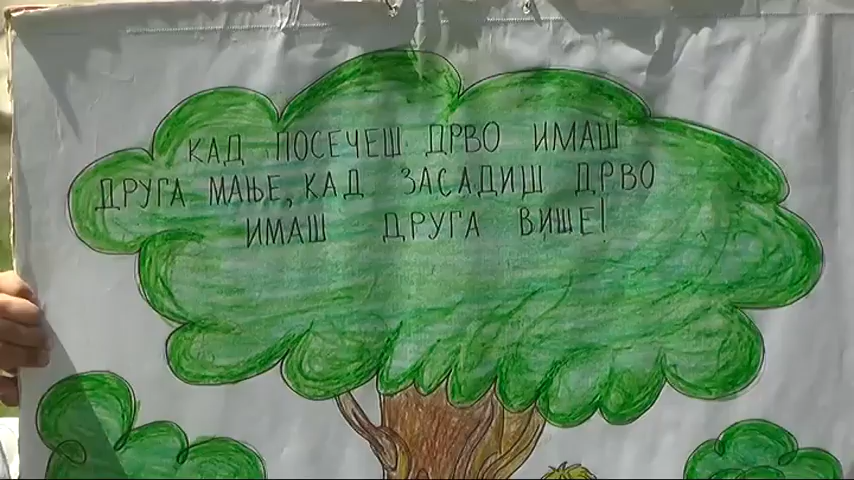 КАД ПОСЕЧЕШ ДРВО ИМАШ
ДРУГА МАЊЕ, КАД ЗАСАДИШ ДРВО
ИМАШ ДРУГА ВИШЕ!